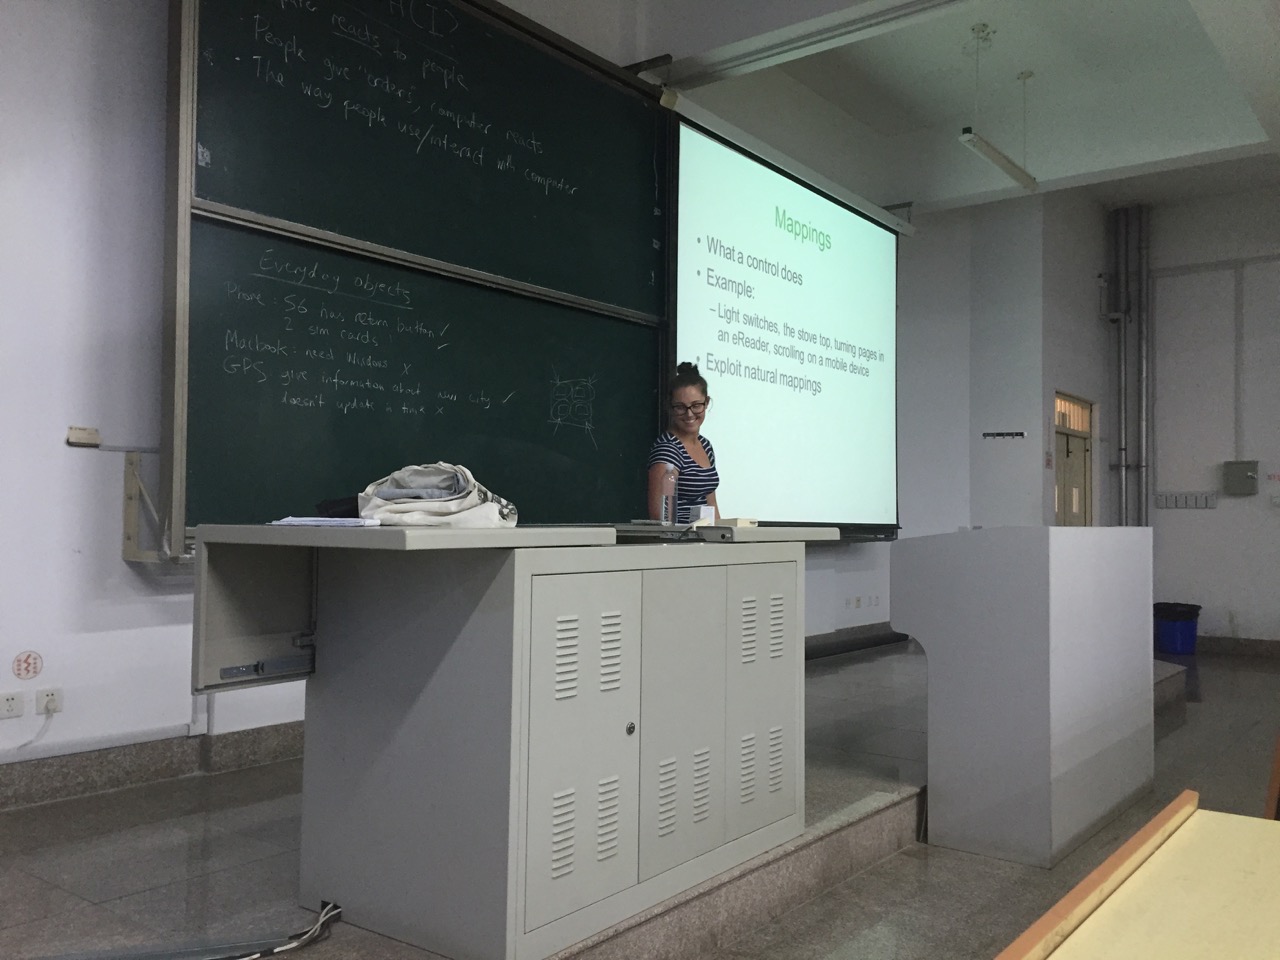 reacts to people
People give "orders", computer reacts
· The way people use/interact with computer
Everyday objects
Phone: S6 has return button ✓
2 sim cards ✓
Macbook: need Windows x
GPS give information about new city ✓
doesn't update in time x
Mappings
• What a control does
• Example:
– Light switches, the stove top, turning pages in
an eReader, scrolling on a mobile device
• Exploit natural mappings